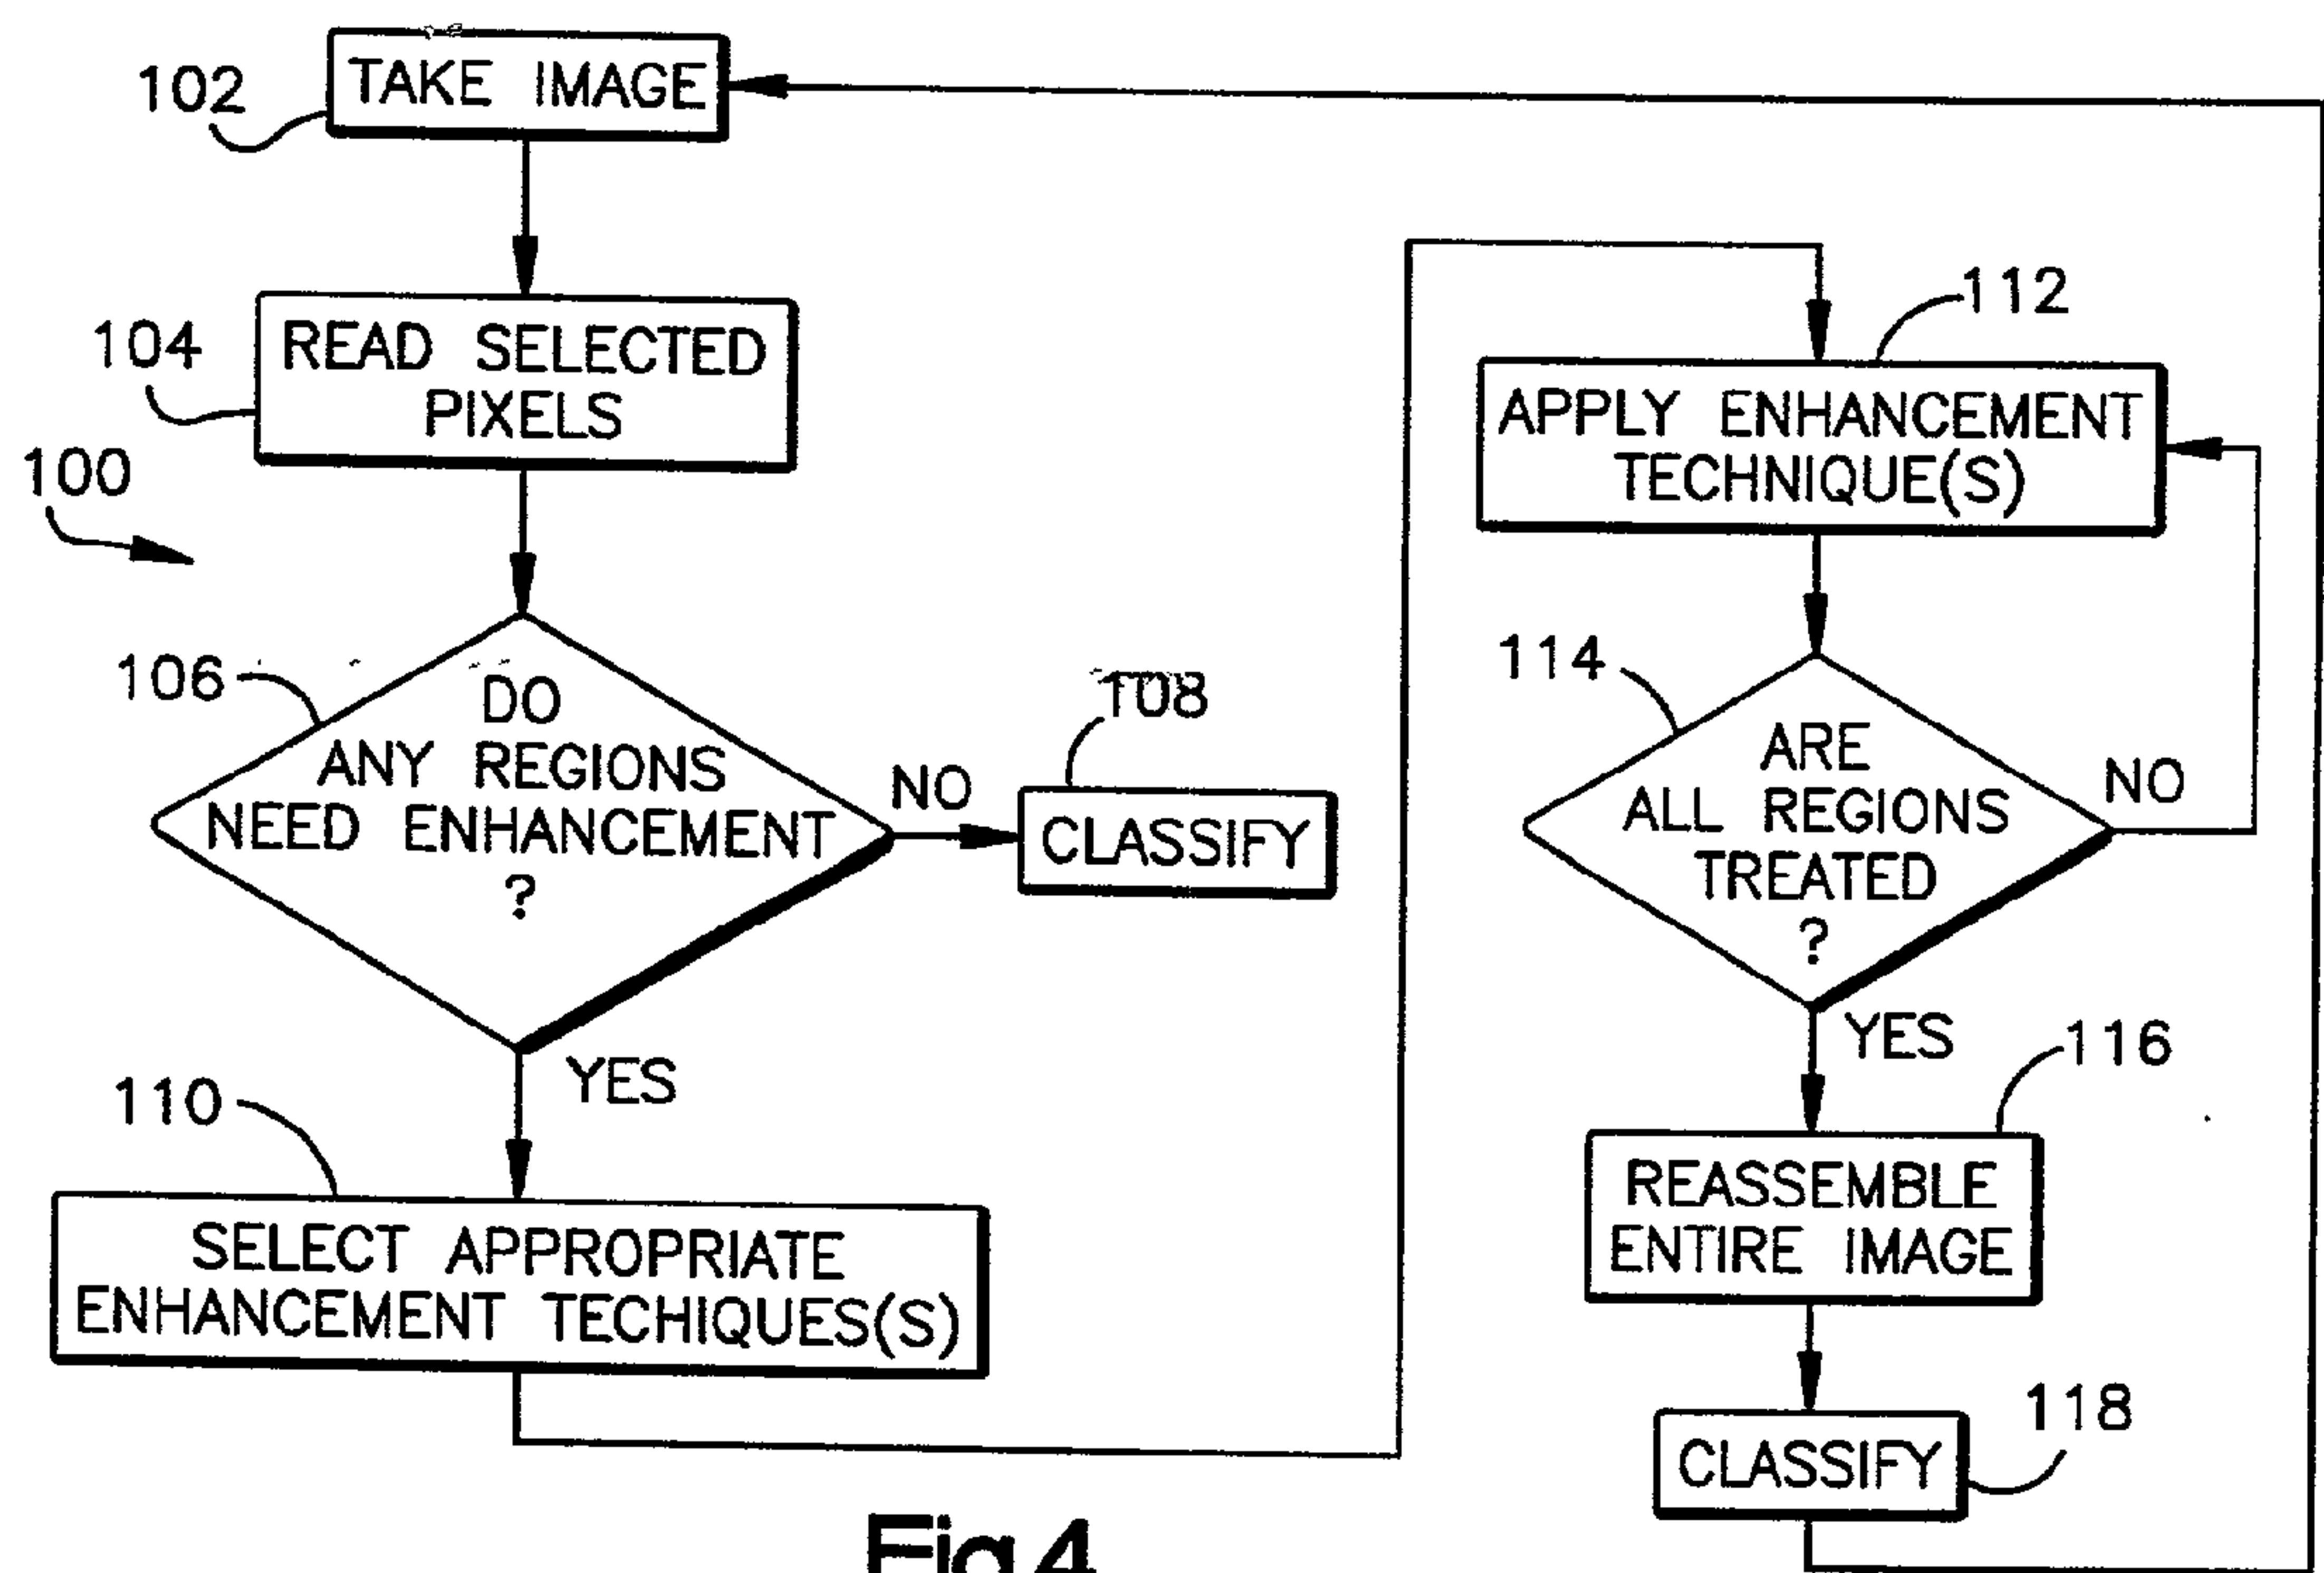 102
TAKE IMAGE
104
READ SELECTED
PIXELS
100
106
DO
ANY REGIONS
NEED ENHANCEMENT
?
NO
108
CLASSIFY
YES
110
SELECT APPROPRIATE
ENHANCEMENT TECHIQUES(S)
112
APPLY ENHANCEMENT
TECHNIQUE(S)
114
ARE
ALL REGIONS
TREATED
?
NO
YES
116
REASSEMBLE
ENTIRE IMAGE
118
CLASSIFY
Fig.4